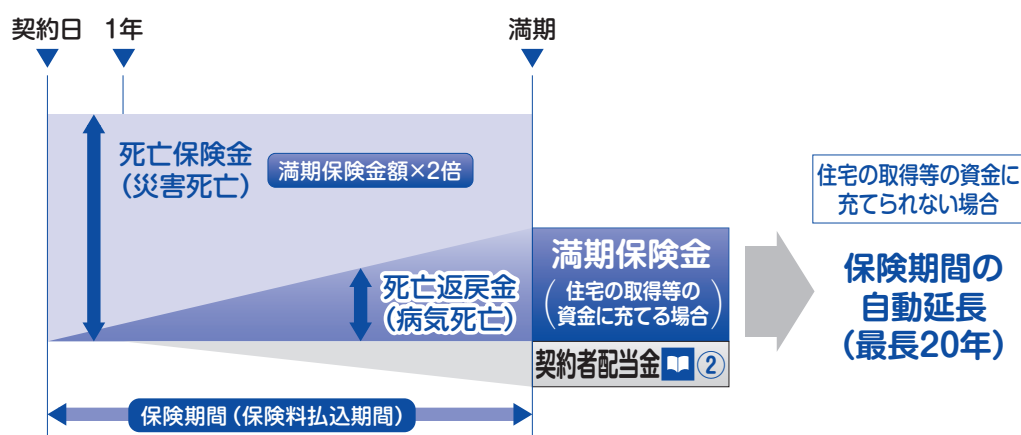 契約日 1年 満期
死亡保険金
（災害死亡）
満期保険金額×2倍
死亡返戻金
（病気死亡）
満期保険金
（住宅の取得等の
資金に充てる場合）
契約者配当金 ②
住宅の取得等の資金に
充てられない場合
保険期間の
自動延長
（最長20年）
保険期間（保険料払込期間）